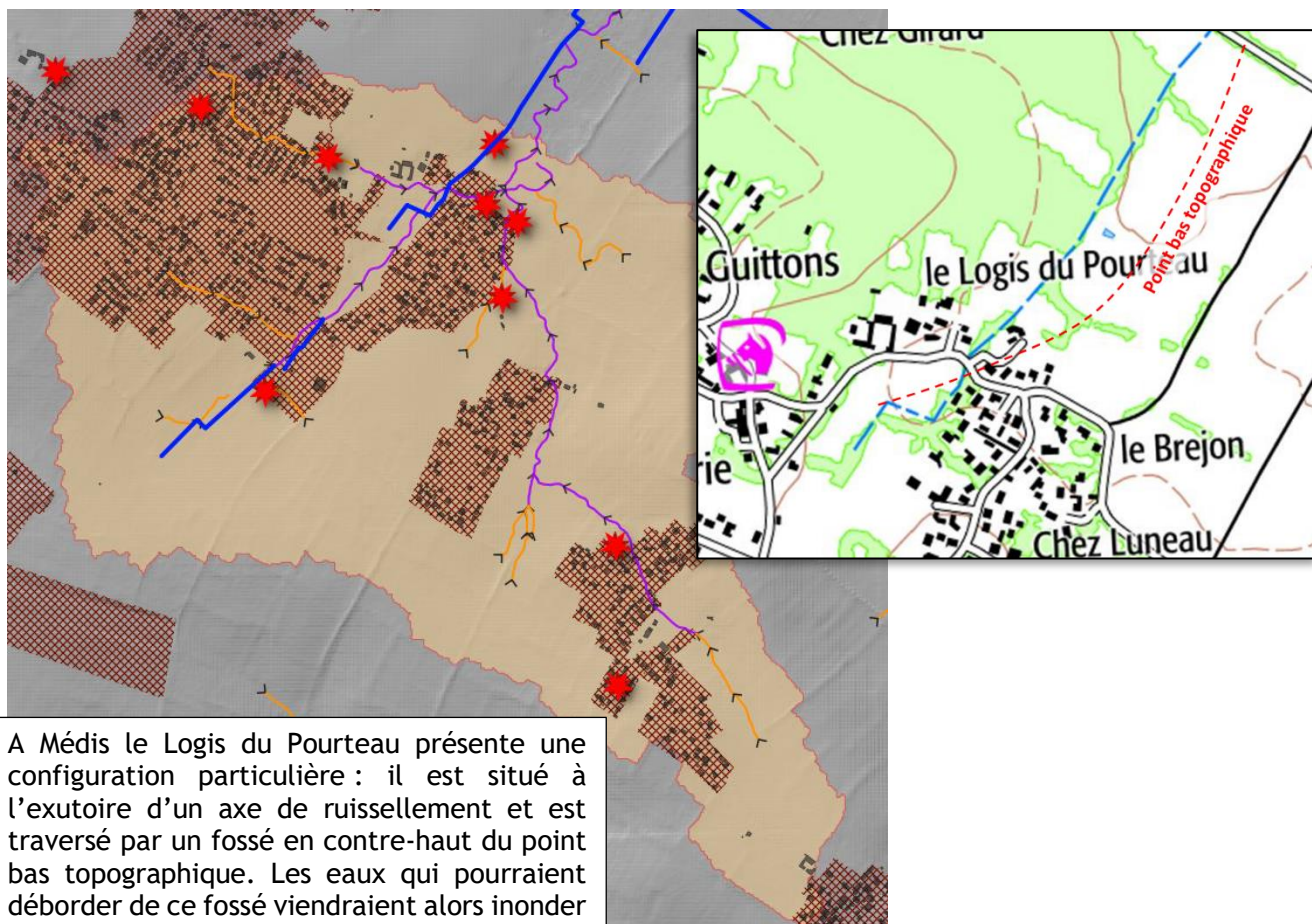 Chez Girard
Point bas topographique
Guittons
le Logis du Pourteau
rie
le Brejon
Chez Luneau
A Médis le Logis du Pourteau présente une
configuration particulière : il est situé à
l’exutoire d’un axe de ruissellement et est
traversé par un fossé en contre-haut du point
bas topographique. Les eaux qui pourraient
déborder de ce fossé viendraient alors inonder